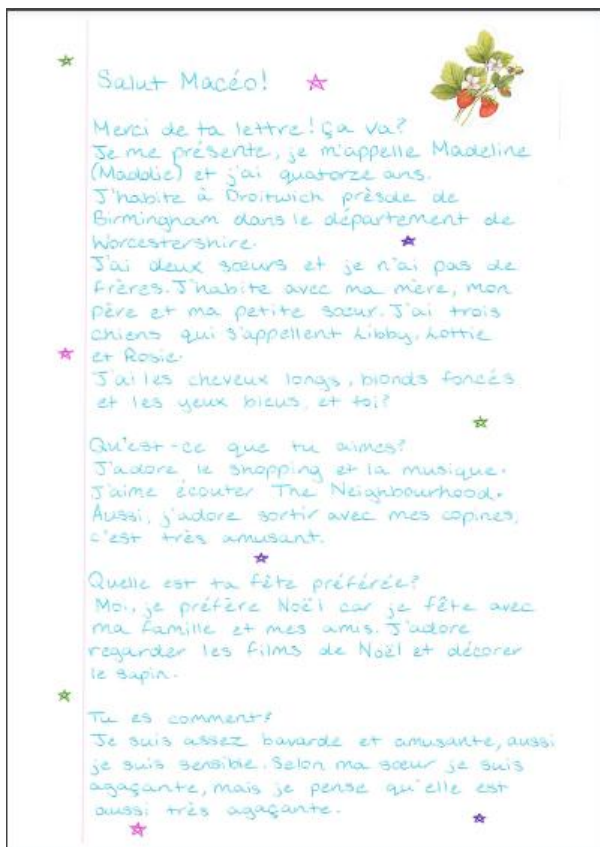 Salut Macéo!
Merci de ta lettre! Ça va?
Je me présente, je m'appelle Madeline
(Maddie) et j'ai quatorze ans.
J'habite à Droitwich près de
Birmingham dans le département de
Worcestershire.
J'ai deux sœurs et je n'ai pas de
frères. J'habite avec ma mère, mon
père et ma petite sœur. J'ai trois
chiens qui s'appellent Libby, Lottie
et Rosie.
J'ai les cheveux longs, blonds foncés
et les yeux bleus, et toi?
Qu'est-ce que tu aimes?
J'adore le shopping et la musique.
J'aime écouter The Neighbourhood.
Aussi, j'adore sortir avec mes copines,
c'est très amusant.
Quelle est ta fête préférée?
Moi, je préfère Noël car je fête avec
ma famille et mes amis. J'adore
regarder les films de Noël et décorer
le sapin.
Tu es comment?
Je suis assez bavarde et amusante, aussi
je suis sensible. Selon ma sœur je suis
agaçante, mais je pense qu'elle est
aussi très agaçante.